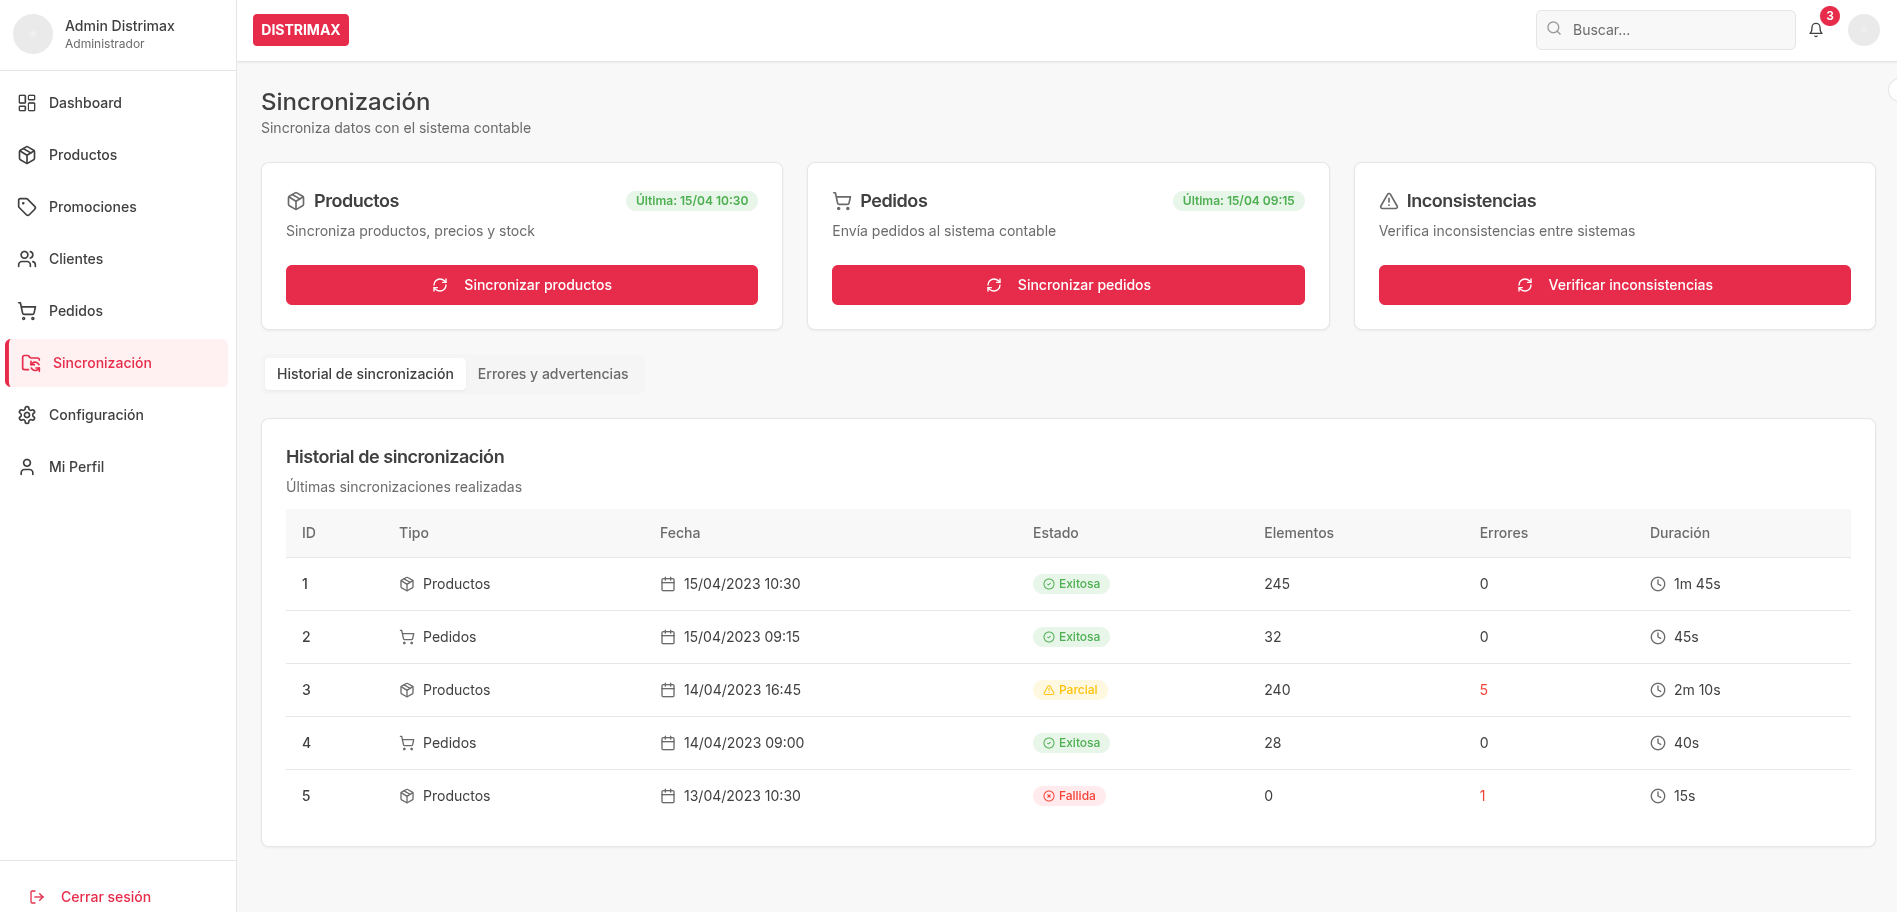 Admin Distrimax
Administrador
DISTRIMAX
Buscar...
3
Dashboard
Productos
Promociones
Clientes
Pedidos
Sincronización
Configuración
Mi Perfil
Cerrar sesión
Sincronización
Sincroniza datos con el sistema contable
Productos Última: 15/04 10:30
Sincroniza productos, precios y stock
Sincronizar productos
Pedidos Última: 15/04 09:15
Envía pedidos al sistema contable
Sincronizar pedidos
Inconsistencias
Verifica inconsistencias entre sistemas
Verificar inconsistencias
Historial de sincronización Errores y advertencias
Historial de sincronización
Últimas sincronizaciones realizadas
ID Tipo Fecha Estado Elementos Errores Duración
1 Productos 15/04/2023 10:30 Exitosa 245 0 1m 45s
2 Pedidos 15/04/2023 09:15 Exitosa 32 0 45s
3 Productos 14/04/2023 16:45 Parcial 240 5 2m 10s
4 Pedidos 14/04/2023 09:00 Exitosa 28 0 40s
5 Productos 13/04/2023 10:30 Fallida 0 1 15s